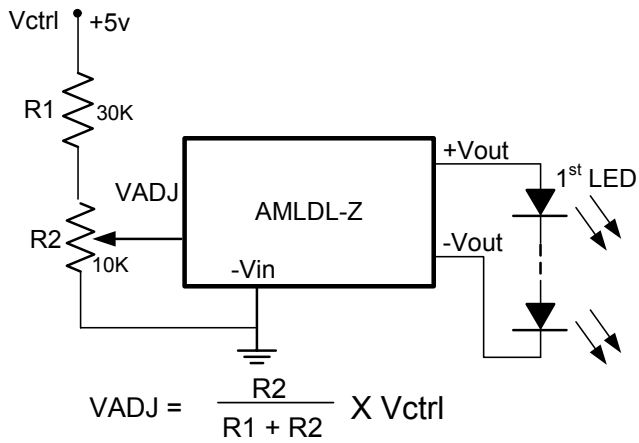 Vctrl +5v
R1 30K
VADJ
+Vout
1st LED
AMLDL-Z
R2 10K
-Vout
-Vin
VADJ = R2 / R1 + R2 X Vctrl